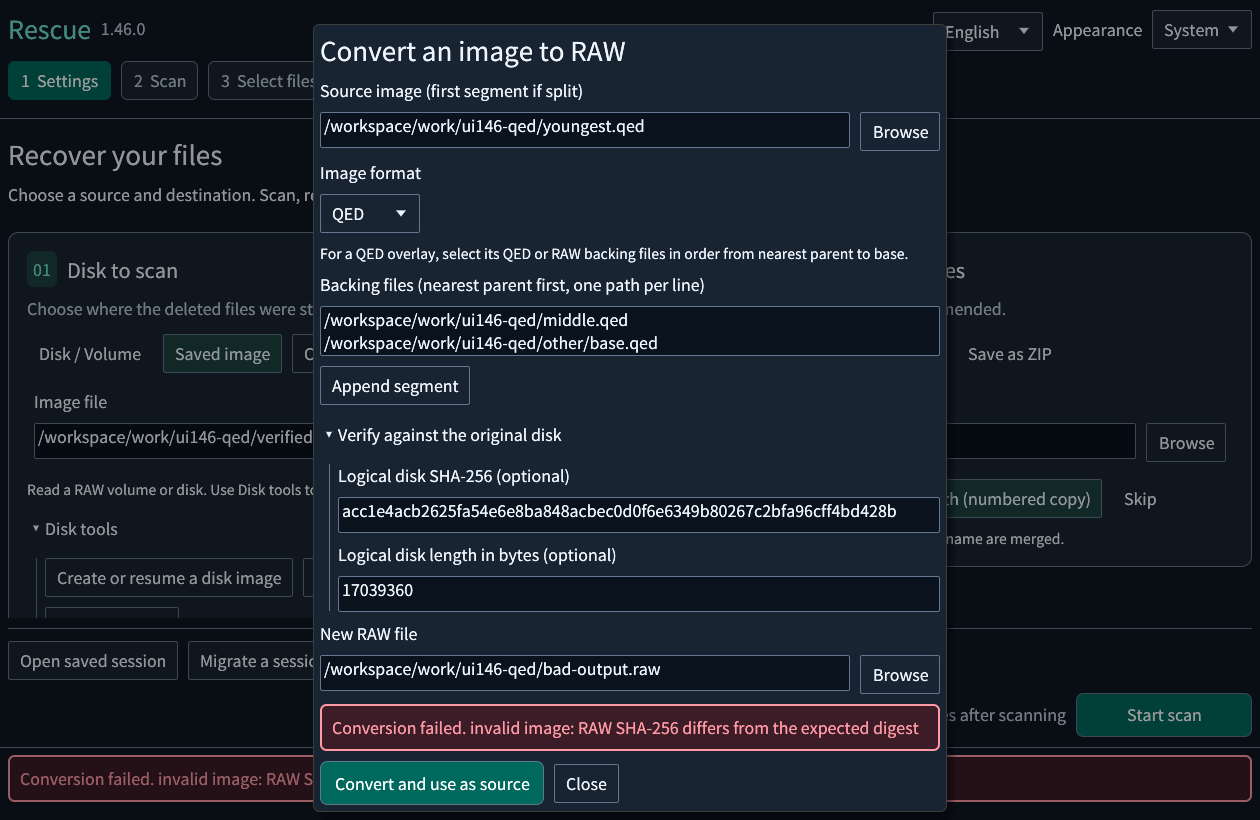 Rescue 1.46.0
English
Appearance
System
1 Settings
2 Scan
3 Select files
Recover your files
Choose a source and destination. Scan,
01 Disk to scan
Choose where the deleted files were
Disk / Volume
Saved image
Image file
/workspace/work/ui146-qed/verified
Read a RAW volume or disk. Use Disk tools to
Disk tools
Create or resume a disk image
Open saved session
Migrate a
Conversion failed. invalid image: RAW
Convert an image to RAW
Source image (first segment if split)
/workspace/work/ui146-qed/youngest.qed
Browse
Image format
QED
For a QED overlay, select its QED or RAW backing files in order from nearest parent to base.
Backing files (nearest parent first, one path per line)
/workspace/work/ui146-qed/middle.qed
/workspace/work/ui146-qed/other/base.qed
Append segment
Verify against the original disk
Logical disk SHA-256 (optional)
acc1e4acb2625fa54e6e8ba848acbec0d0f6e6349b80267c2bfa96cff4bd428b
Logical disk length in bytes (optional)
17039360
New RAW file
/workspace/work/ui146-qed/bad-output.raw
Browse
Conversion failed. invalid image: RAW SHA-256 differs from the expected digest
Convert and use as source
Close
Save as ZIP
Browse
(numbered copy)
Skip
name are merged.
after scanning
Start scan